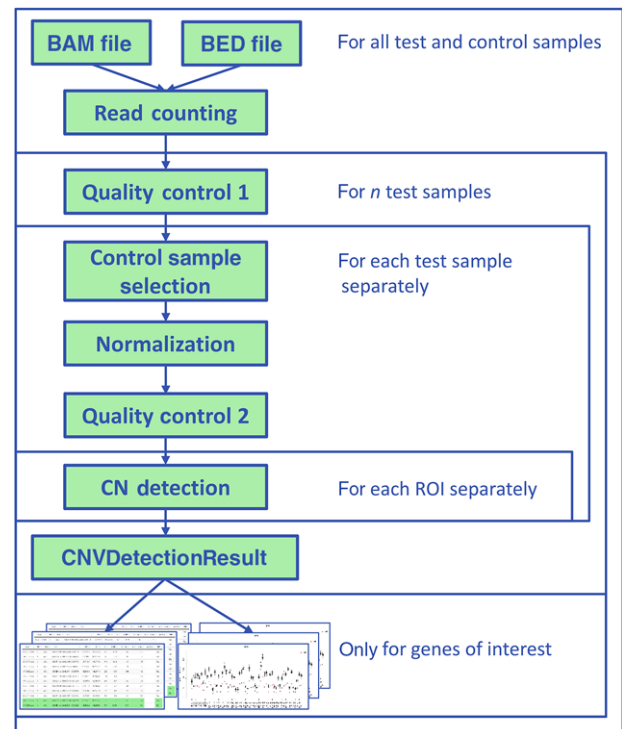 BAM file
BED file
For all test and control samples
Read counting
Quality control 1
For n test samples
Control sample
selection
For each test sample
separately
Normalization
Quality control 2
CN detection
For each ROI separately
CNVDetectionResult
Only for genes of interest